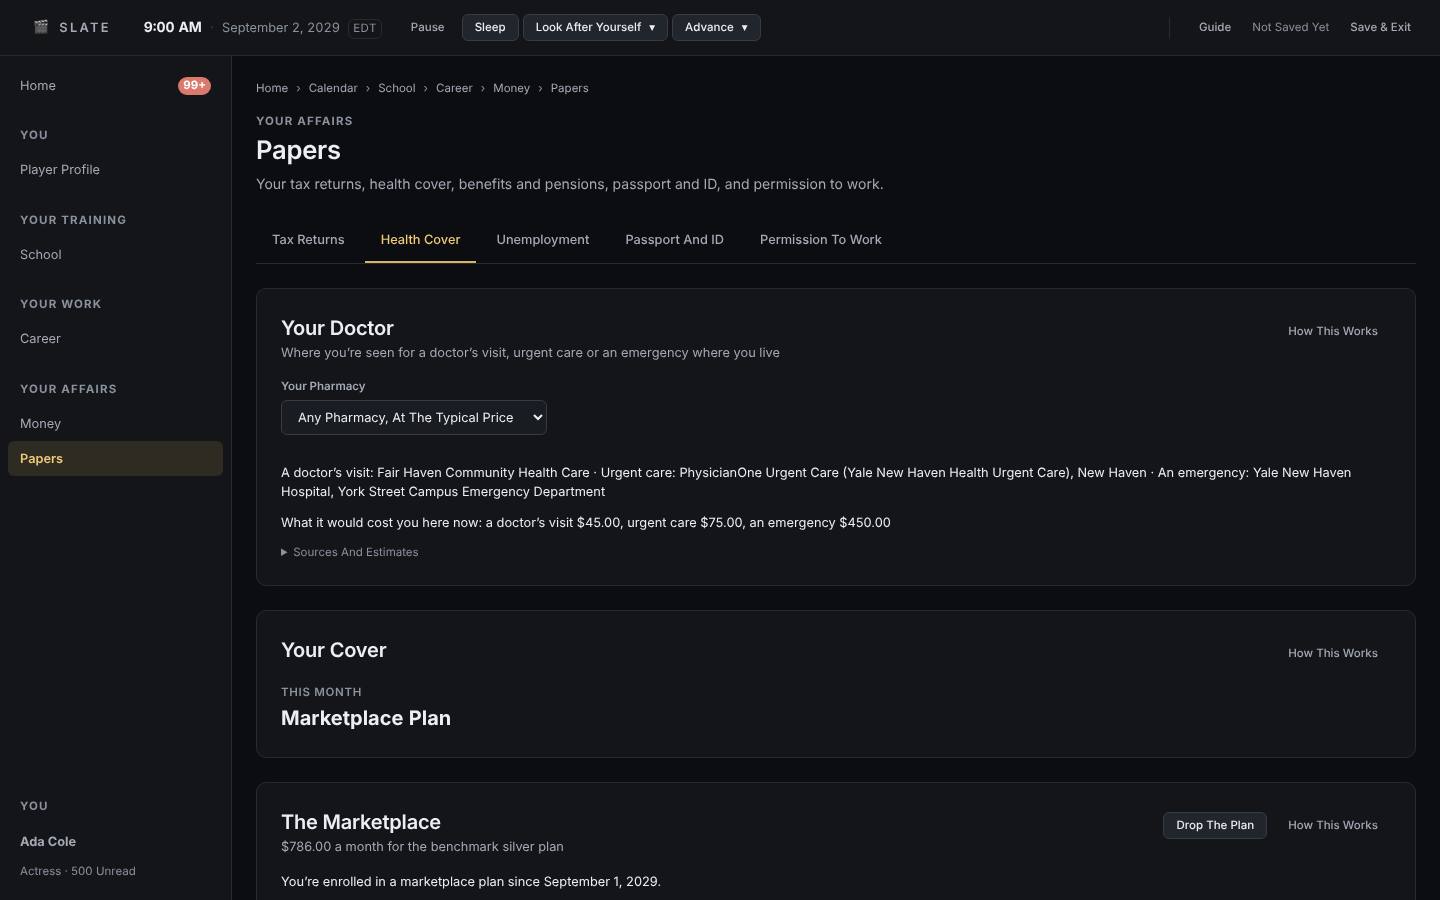 SLATE
9:00 AM · September 2, 2029 EDT
Pause
Sleep
Look After Yourself ▾
Advance ▾
Guide
Not Saved Yet
Save & Exit
Home
99+
YOU
Player Profile
YOUR TRAINING
School
YOUR WORK
Career
YOUR AFFAIRS
Money
Papers
YOU
Ada Cole
Actress · 500 Unread
Home › Calendar › School › Career › Money › Papers
YOUR AFFAIRS
Papers
Your tax returns, health cover, benefits and pensions, passport and ID, and permission to work.
Tax Returns
Health Cover
Unemployment
Passport And ID
Permission To Work
Your Doctor
How This Works
Where you’re seen for a doctor’s visit, urgent care or an emergency where you live
Your Pharmacy
Any Pharmacy, At The Typical Price
A doctor’s visit: Fair Haven Community Health Care · Urgent care: PhysicianOne Urgent Care (Yale New Haven Health Urgent Care), New Haven · An emergency: Yale New Haven
Hospital, York Street Campus Emergency Department
What it would cost you here now: a doctor’s visit $45.00, urgent care $75.00, an emergency $450.00
▶ Sources And Estimates
Your Cover
How This Works
THIS MONTH
Marketplace Plan
The Marketplace
Drop The Plan
How This Works
$786.00 a month for the benchmark silver plan
You’re enrolled in a marketplace plan since September 1, 2029.